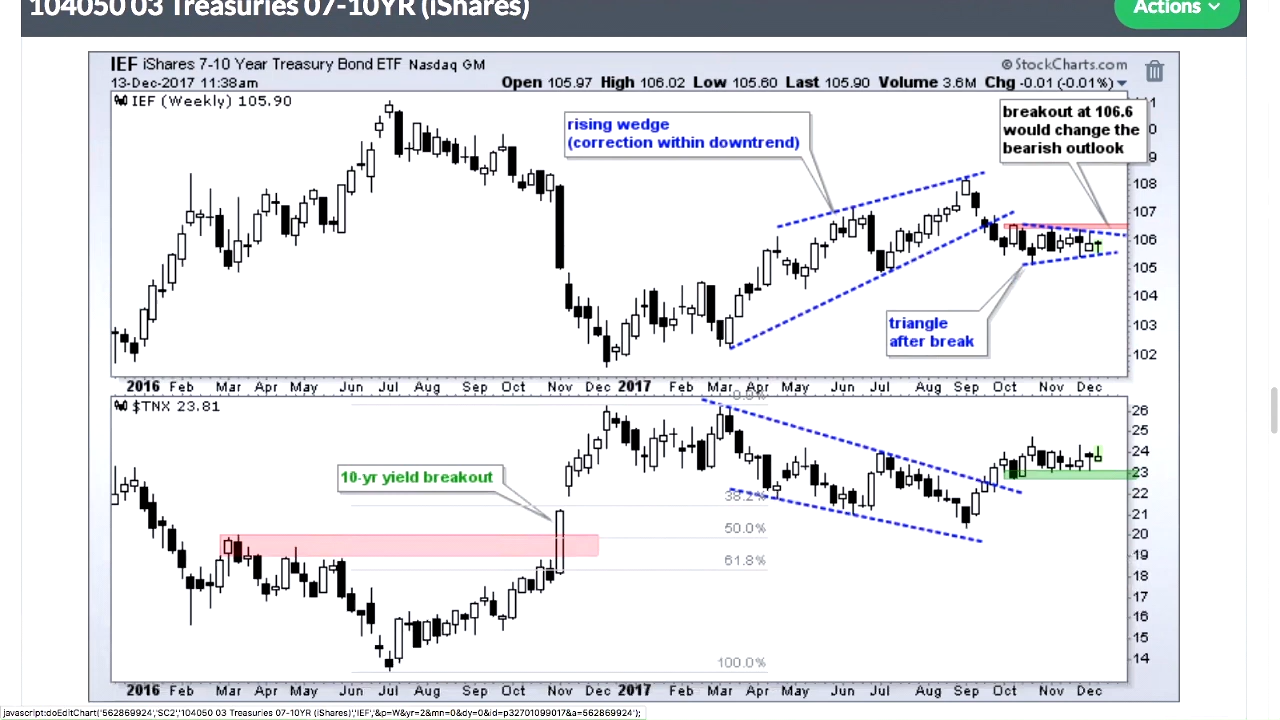 104050 03 Treasuries 07-10YR (iShares)
Actions
IEF iShares 7-10 Year Treasury Bond ETF Nasdaq GM
© StockCharts.com
13-Dec-2017 11:38am
Open 105.97 High 106.02 Low 105.60 Last 105.90 Volume 3.6M Chg -0.01 (-0.01%)
IEF (Weekly) 105.90
rising wedge
(correction within downtrend)
breakout at 106.6
would change the
bearish outlook
108
107
106
105
104
103
102
triangle
after break
2016 Feb Mar Apr May Jun Jul Aug Sep Oct Nov Dec 2017 Feb Mar Apr May Jun Jul Aug Sep Oct Nov Dec
$TNX 23.81
0.0%
10-yr yield breakout
38.2%
50.0%
61.8%
100.0%
26
25
24
23
22
21
20
19
18
17
16
15
14
2016 Feb Mar Apr May Jun Jul Aug Sep Oct Nov Dec 2017 Feb Mar Apr May Jun Jul Aug Sep Oct Nov Dec
javascript:doEditChart('562869924','SC2','104050 03 Treasuries 07-10YR (iShares)','IEF','&p=W&yr=2&mn=0&dy=0&id=p32701099017&a=562869924');